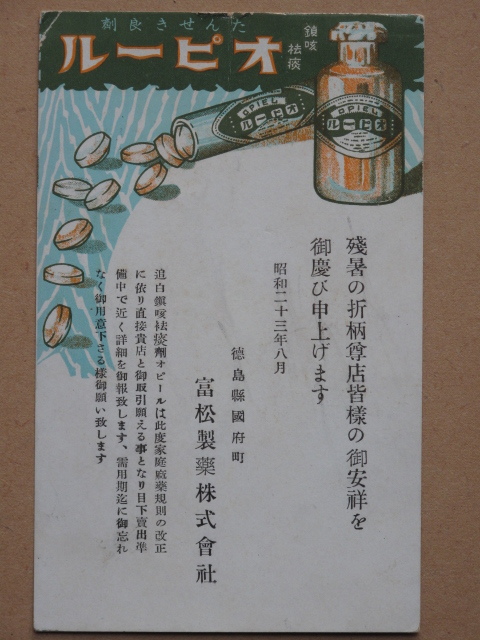 たんせき良剤
鎮咳
祛痰
オピール
OPIEL
オピール
OPIEL
オピール
残暑の折柄尊店皆様の御安祥を
御慶び申上げます
昭和二十三年八月
徳島縣國府町
富松製薬株式會社
追白鎮咳祛痰劑オピールは此度家庭麻薬規則の改正
に依り直接貴店と御取引願える事となり目下賣出準
備中で近く詳細を御報致します、需用期迄に御忘れ
なく御用意下さる様御願い致します